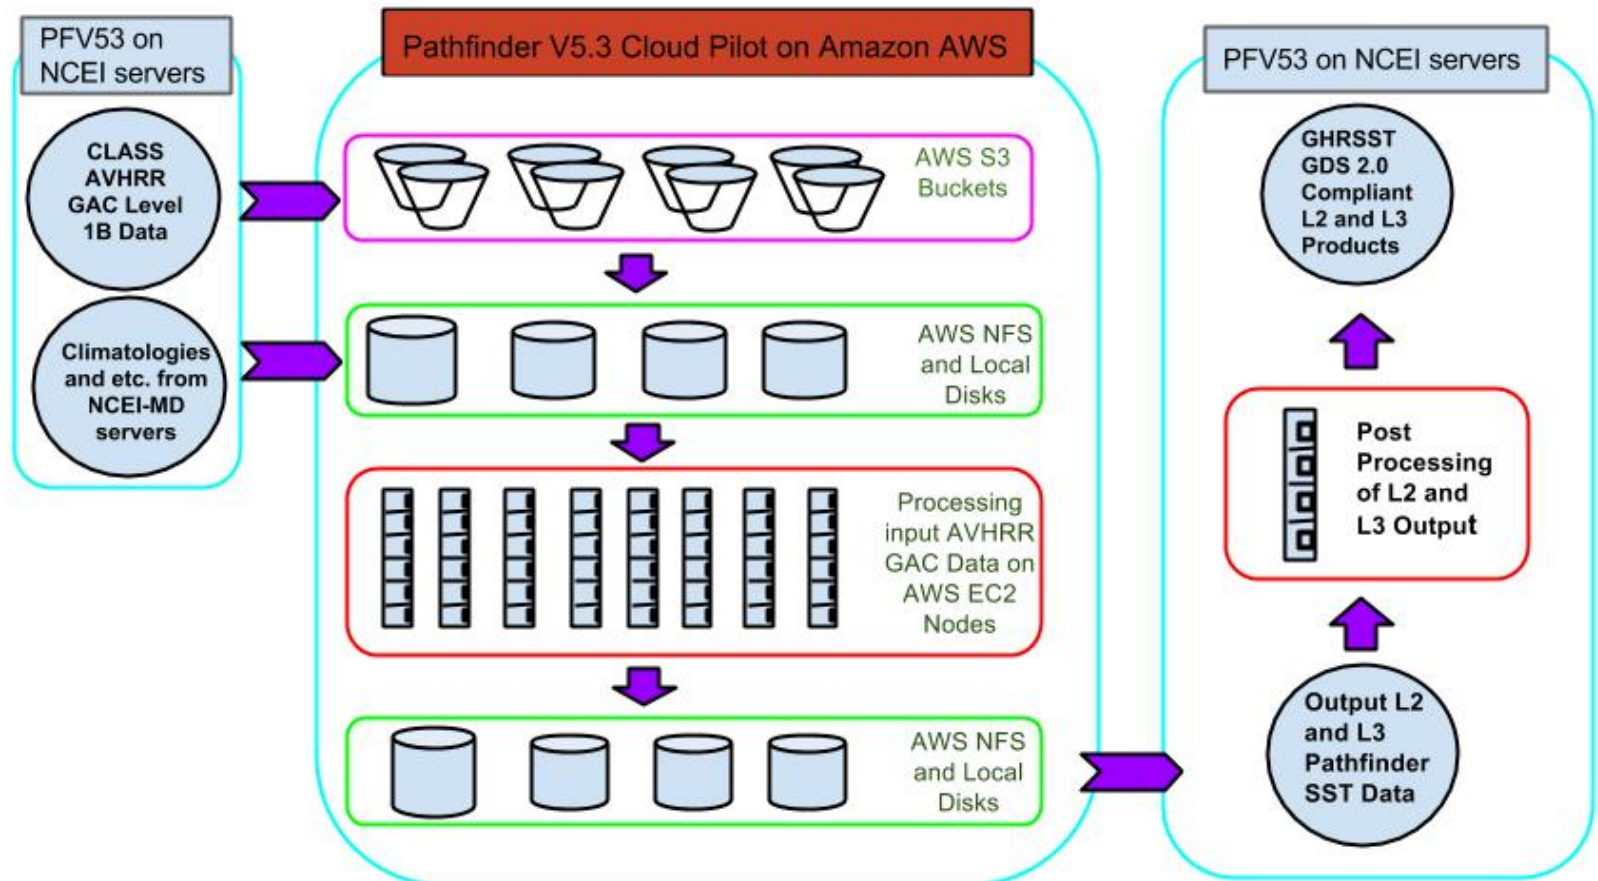 PFV53 on
NCEI servers
CLASS
AVHRR
GAC Level
1B Data
Climatologies
and etc. from
NCEI-MD
servers
Pathfinder V5.3 Cloud Pilot on Amazon AWS
AWS S3
Buckets
AWS NFS
and Local
Disks
Processing
input AVHRR
GAC Data on
AWS EC2
Nodes
AWS NFS
and Local
Disks
PFV53 on NCEI servers
GHRSST
GDS 2.0
Compliant
L2 and L3
Products
Post
Processing
of L2 and
L3 Output
Output L2
and L3
Pathfinder
SST Data